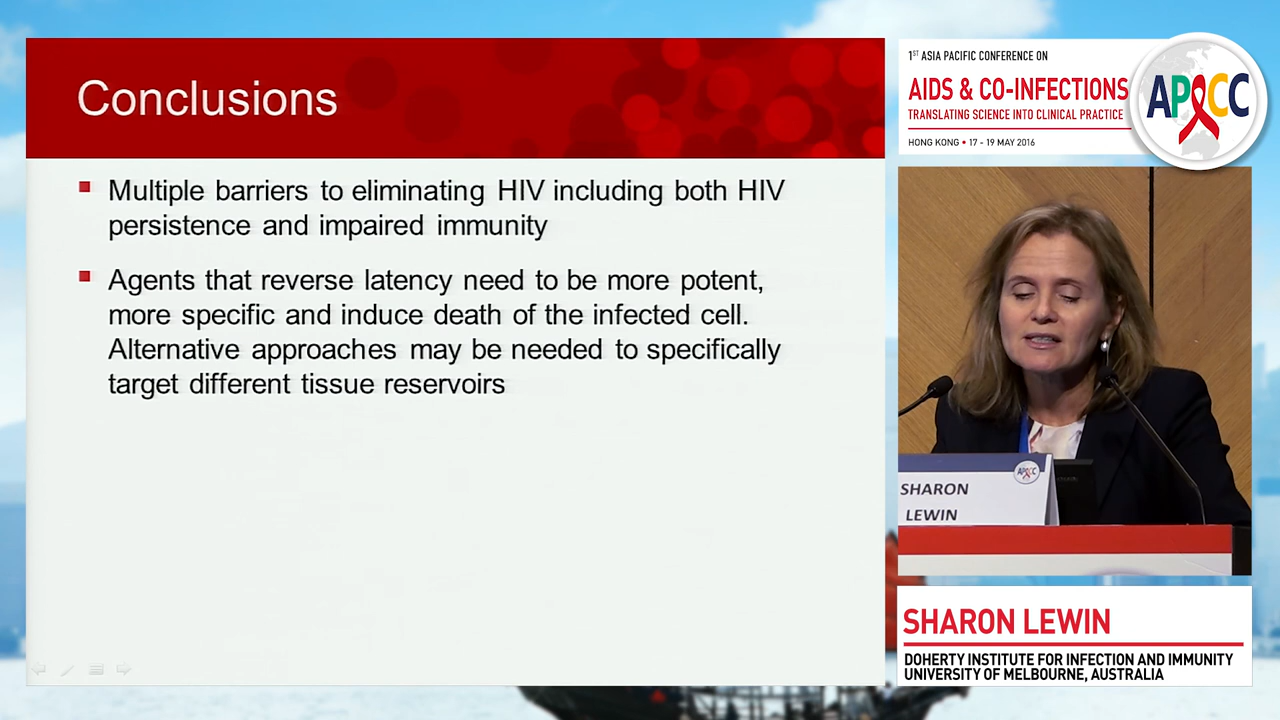 Conclusions
Multiple barriers to eliminating HIV including both HIV
persistence and impaired immunity
Agents that reverse latency need to be more potent,
more specific and induce death of the infected cell.
Alternative approaches may be needed to specifically
target different tissue reservoirs
1ST ASIA PACIFIC CONFERENCE ON
AIDS & CO-INFECTIONS
TRANSLATING SCIENCE INTO CLINICAL PRACTICE
HONG KONG • 17 - 19 MAY 2016
APACC
APACC
SHARON
LEWIN
SHARON LEWIN
DOHERTY INSTITUTE FOR INFECTION AND IMMUNITY
UNIVERSITY OF MELBOURNE, AUSTRALIA